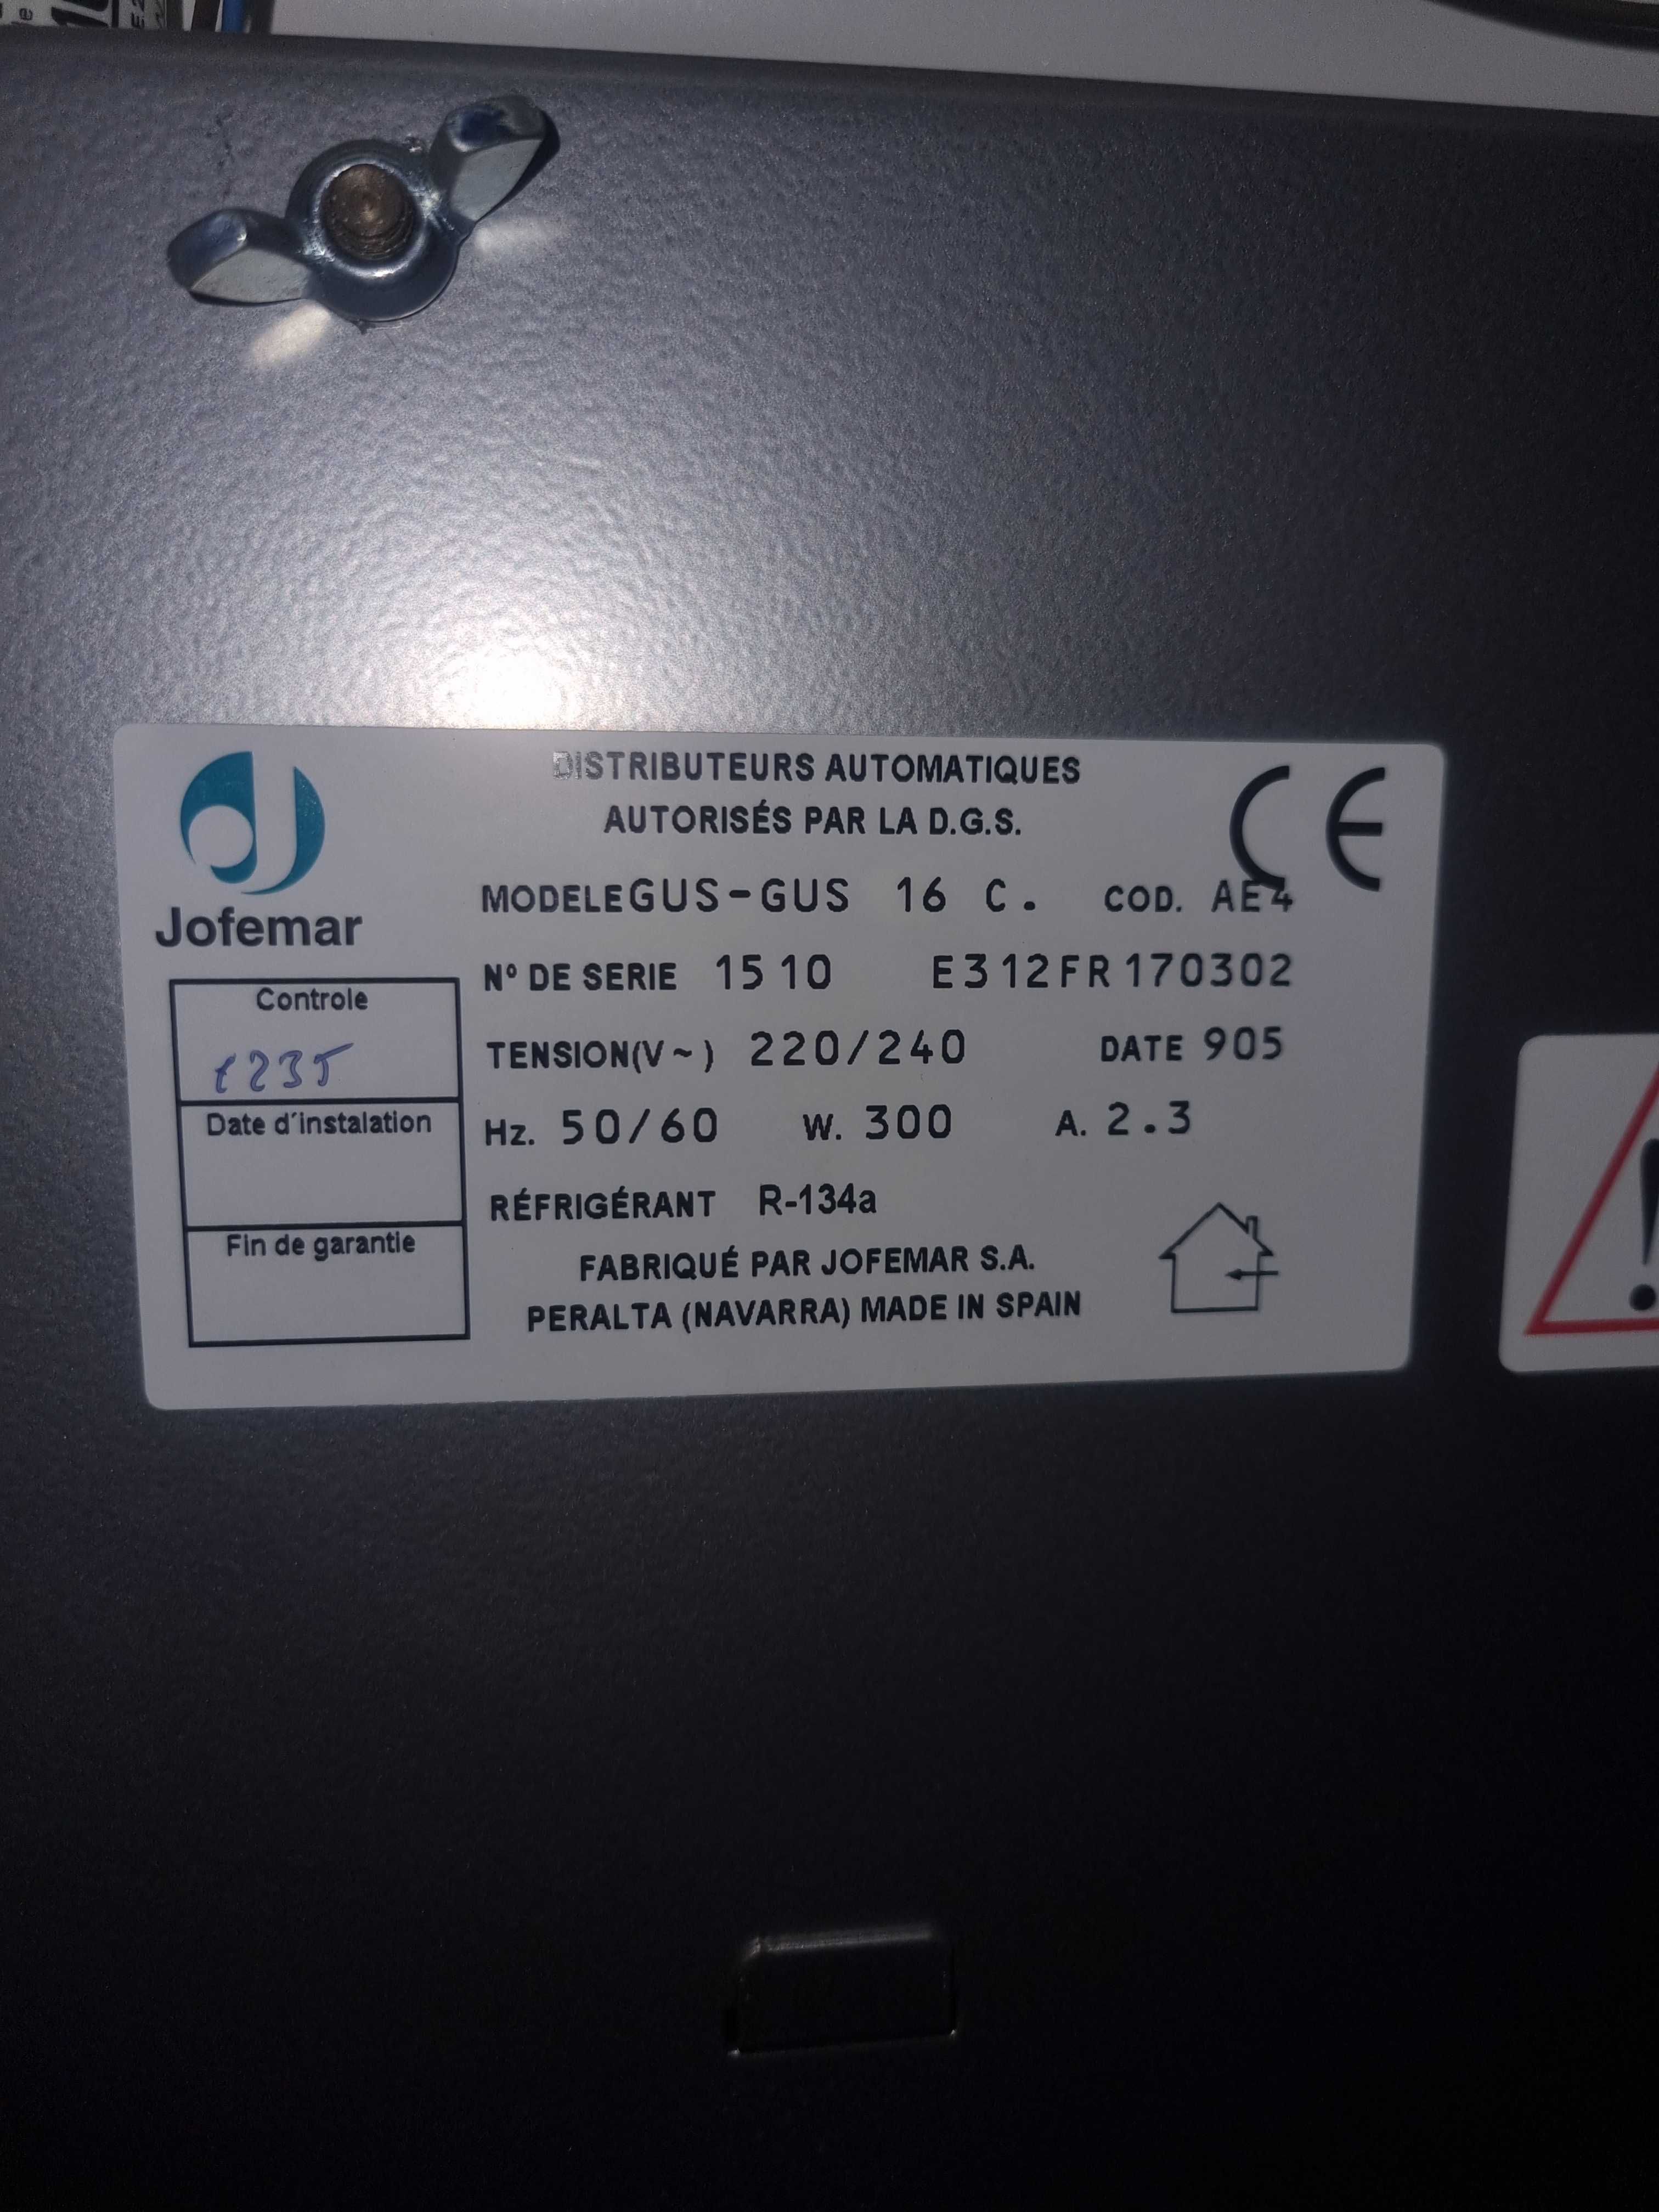 DISTRIBUTEURS AUTOMATIQUES
AUTORISÉS PAR LA D.G.S.
CE
Jofemar
MODELE GUS-GUS 16 C. COD. AE4
N° DE SERIE 1510 E312FR170302
TENSION(V~) 220/240 DATE 905
Hz. 50/60 W. 300 A. 2.3
RÉFRIGÉRANT R-134a
FABRIQUÉ PAR JOFEMAR S.A.
PERALTA (NAVARRA) MADE IN SPAIN
Controle
1235
Date d'instalation
Fin de garantie
!